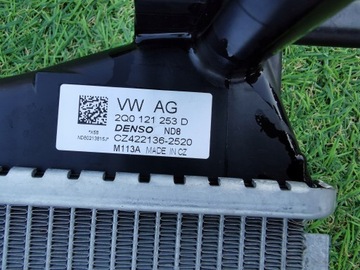 VW AG
2Q0 121 253 D
DENSO ND8
CZ422136-2520
M113A MADE IN CZ